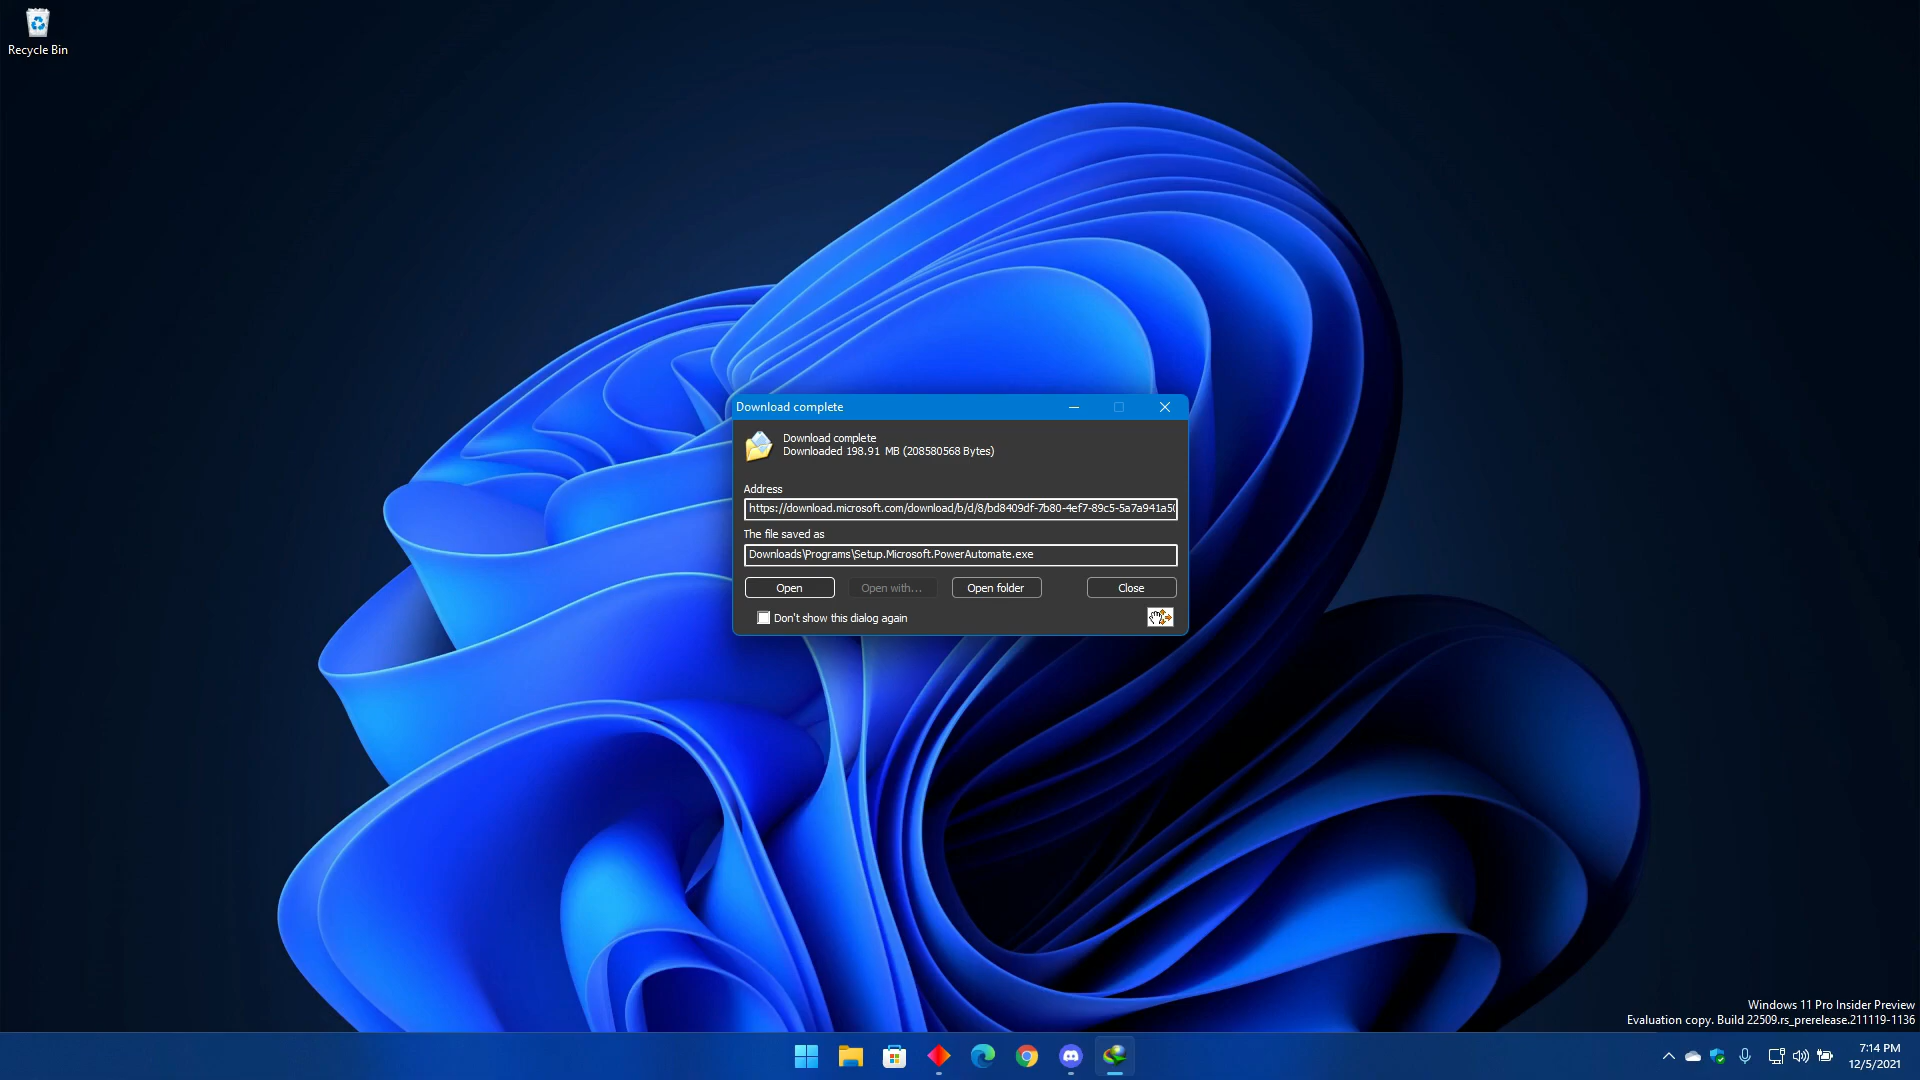 Recycle Bin
Download complete
Download complete
Downloaded 198.91 MB (208580568 Bytes)
Address
https://download.microsoft.com/download/b/d/8/bd8409df-7b80-4ef7-89c5-5a7a941a50
The file saved as
Downloads\Programs\Setup.Microsoft.PowerAutomate.exe
Open
Open with...
Open folder
Close
Don't show this dialog again
Windows 11 Pro Insider Preview
Evaluation copy. Build 22509.rs_prerelease.211119-1136
7:14 PM
12/5/2021